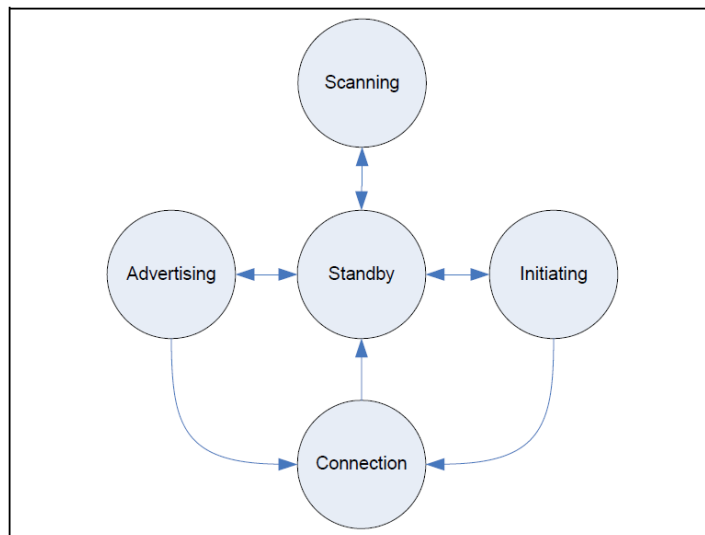 Scanning
Advertising
Standby
Initiating
Connection